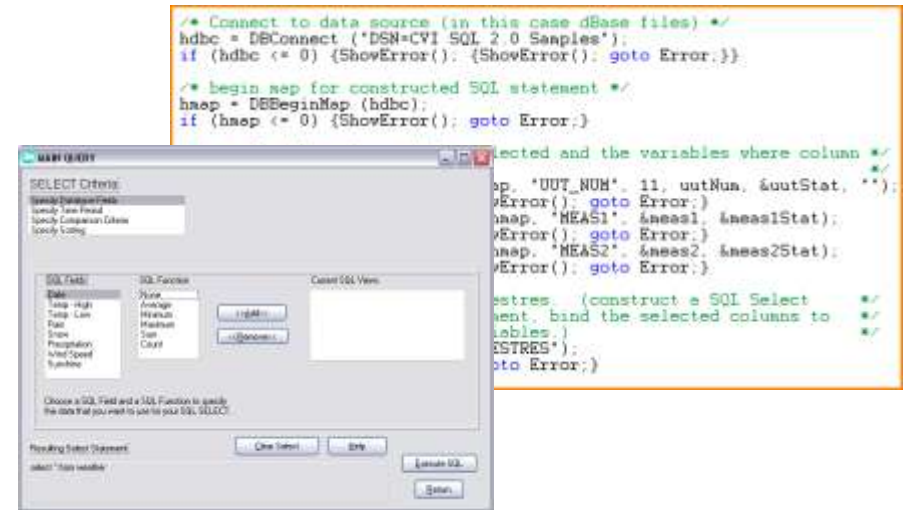 /* Connect to data source (in this case dBase files) */
hdbc = DBConnect ("DSN=CVI SQL 2.0 Samples");
if (hdbc <= 0) {ShowError(); {ShowError(); goto Error;}}
/* begin map for constructed SQL statement */
hmap = DBBeginMap (hdbc);
if (hmap <= 0) {ShowError(); goto Error;}
lected and the variables where column */
*/
ap, "UUT_NUM", 11, uutNum, &uutStat, "");
wError(); goto Error;}
hmap, "MEAS1", &meas1, &meas1Stat);
wError(); goto Error;}
hmap, "MEAS2", &meas2, &meas2Stat);
wError(); goto Error;}
estres. (construct a SQL Select */
ment, bind the selected columns to */
iables.) */
ESTRES");
oto Error;}
MAIN QUERY
SELECT Criteria:
Specify Database Fields
Specify Time Period
Specify Comparison Criteria
Specify Sorting
SQL Fields
Date
Temp - High
Temp - Low
Rain
Snow
Precipitation
Wind Speed
Sunshine
SQL Function
None
Average
Minimum
Maximum
Sum
Count
>>Add>>
<<Remove<<
Current SQL Views
Choose a SQL Field and a SQL Function to specify
the data that you want to use for your SQL SELECT.
Resulting Select Statement
select * from weather
Clear Select
Help
Execute SQL
Return